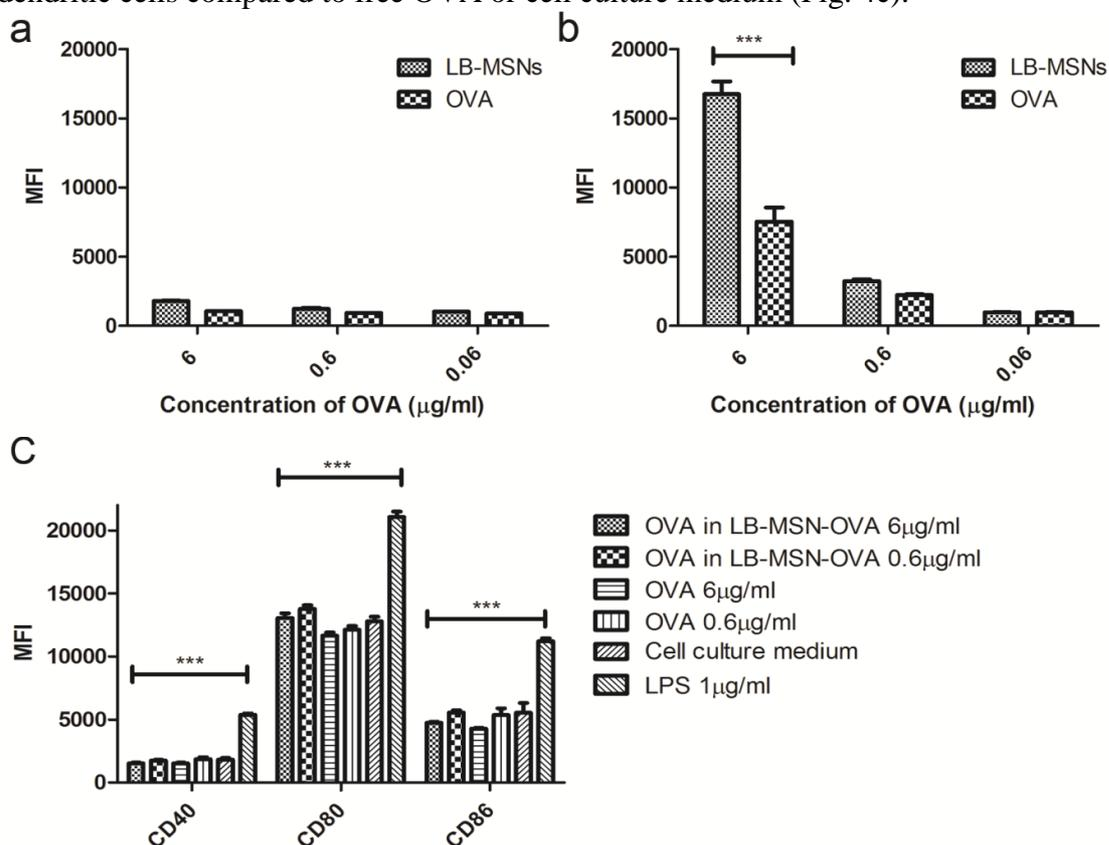 dendritic cells compared to free OVA or cell culture medium (Fig. 4c).
a
20000
15000
10000
5000
0
MFI
LB-MSNs
OVA
6
0.6
0.06
Concentration of OVA (μg/ml)
b
***
20000
15000
10000
5000
0
MFI
LB-MSNs
OVA
6
0.6
0.06
Concentration of OVA (μg/ml)
C
***
***
***
20000
15000
10000
5000
0
MFI
CD40
CD80
CD86
OVA in LB-MSN-OVA 6μg/ml
OVA in LB-MSN-OVA 0.6μg/ml
OVA 6μg/ml
OVA 0.6μg/ml
Cell culture medium
LPS 1μg/ml